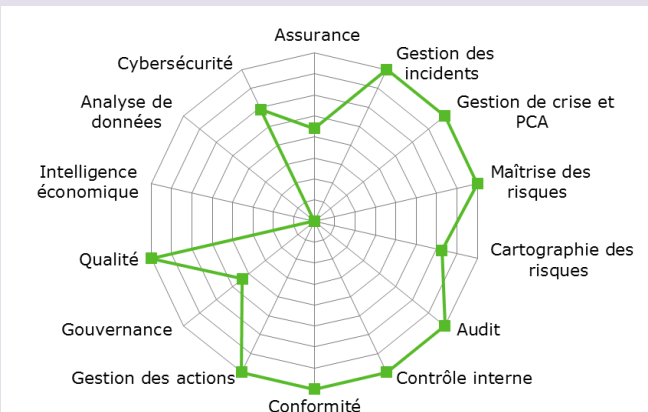 Assurance
Gestion des
incidents
Gestion de crise et
PCA
Maîtrise des
risques
Cartographie des
risques
Audit
Contrôle interne
Conformité
Gestion des actions
Gouvernance
Qualité
Intelligence
économique
Analyse de
données
Cybersécurité